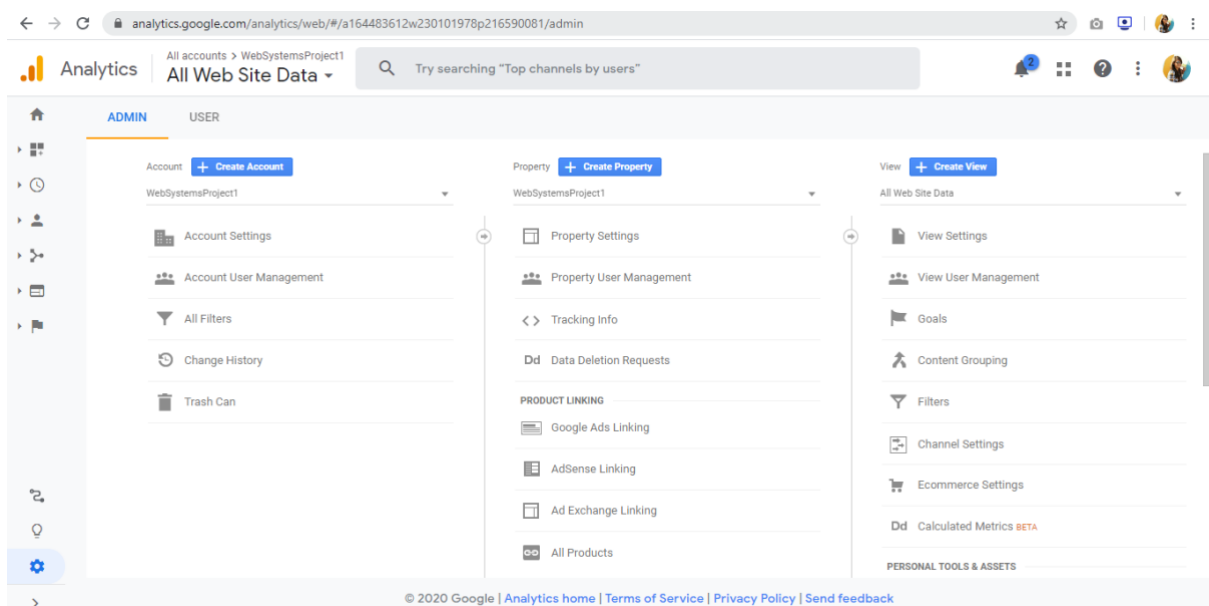 analytics.google.com/analytics/web/#/a164483612w230101978p216590081/admin
Analytics
All accounts > WebSystemsProject1
All Web Site Data
Try searching "Top channels by users"
2
ADMIN
USER
Account
+ Create Account
WebSystemsProject1
Account Settings
Account User Management
All Filters
Change History
Trash Can
Property
+ Create Property
WebSystemsProject1
Property Settings
Property User Management
< > Tracking Info
Dd Data Deletion Requests
PRODUCT LINKING
Google Ads Linking
AdSense Linking
Ad Exchange Linking
All Products
View
+ Create View
All Web Site Data
View Settings
View User Management
Goals
Content Grouping
Filters
Channel Settings
Ecommerce Settings
Dd Calculated Metrics BETA
PERSONAL TOOLS & ASSETS
© 2020 Google | Analytics home | Terms of Service | Privacy Policy | Send feedback